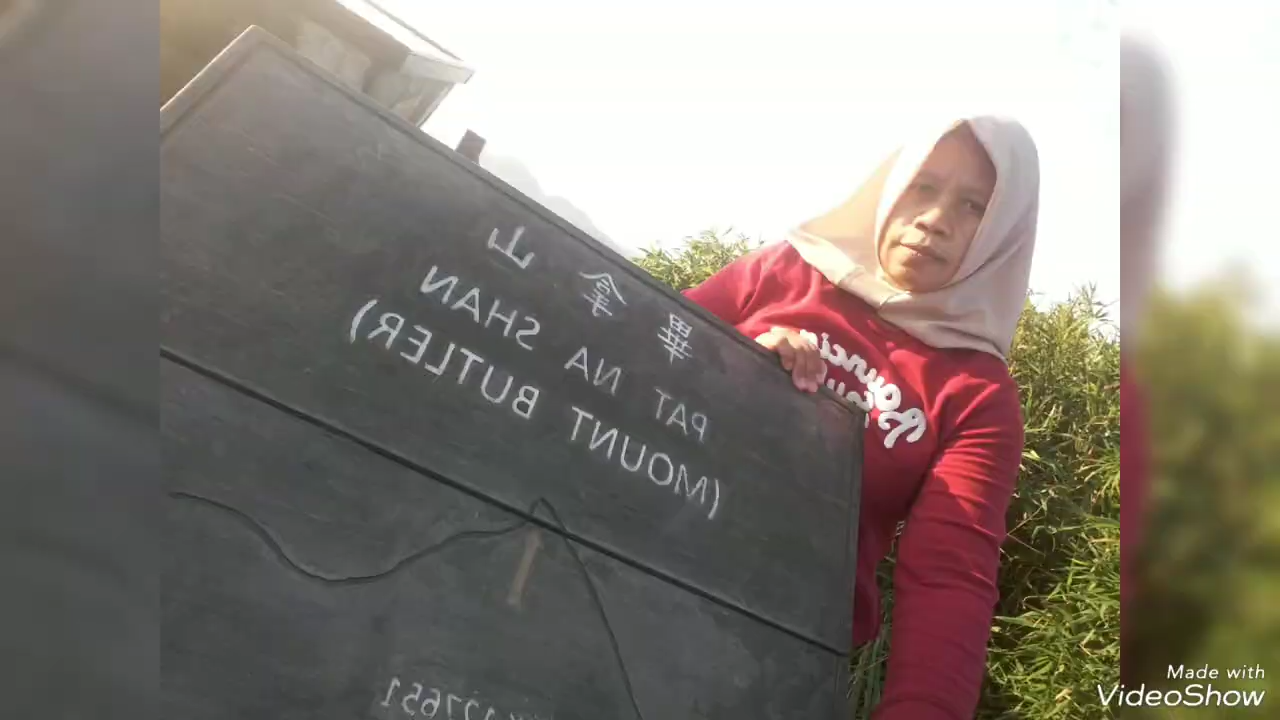 畢拿山
PAT NA SHAN
(MOUNT BUTLER)
Made with
VideoShow